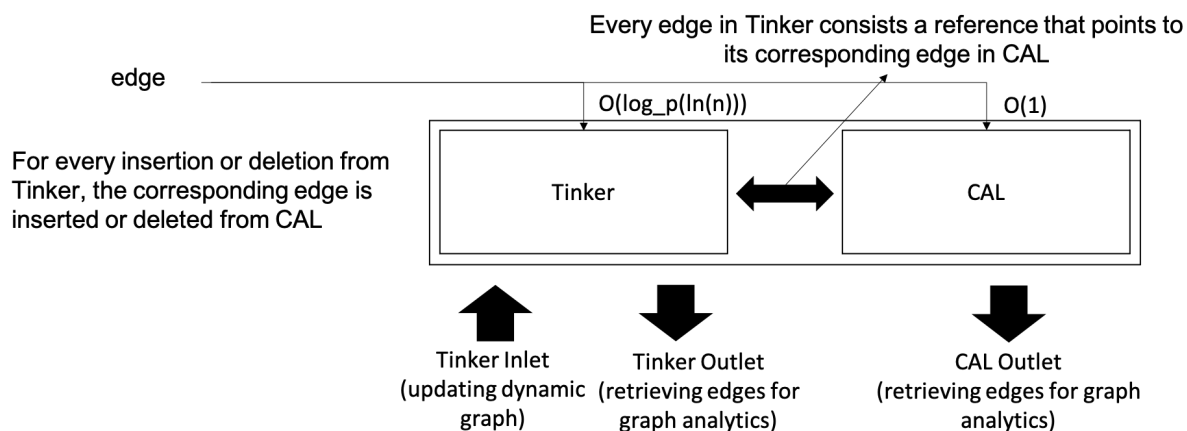 Every edge in Tinker consists a reference that points to
its corresponding edge in CAL
edge
O(log_p(ln(n)))
O(1)
For every insertion or deletion from
Tinker, the corresponding edge is
inserted or deleted from CAL
Tinker
CAL
Tinker Inlet
(updating dynamic
graph)
Tinker Outlet
(retrieving edges for
graph analytics)
CAL Outlet
(retrieving edges for graph
analytics)